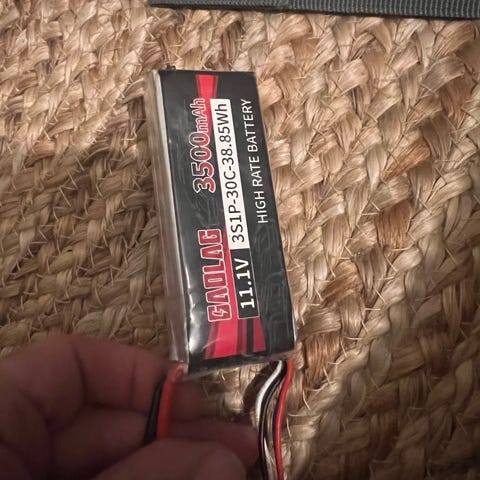 GAOLAG 3500mAh
11.1V 3S1P-30C-38.85Wh
HIGH RATE BATTERY